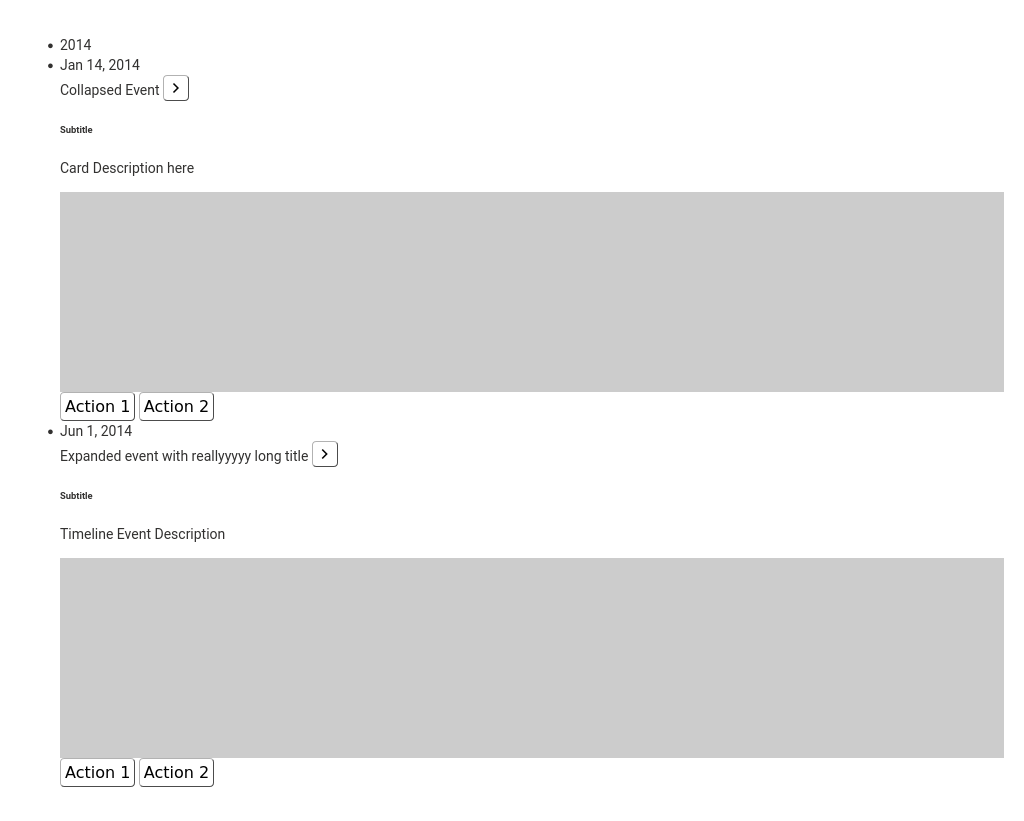 2014
Jan 14, 2014
Collapsed Event
Subtitle
Card Description here
Action 1 Action 2
Jun 1, 2014
Expanded event with reallyyyyy long title
Subtitle
Timeline Event Description
Action 1 Action 2